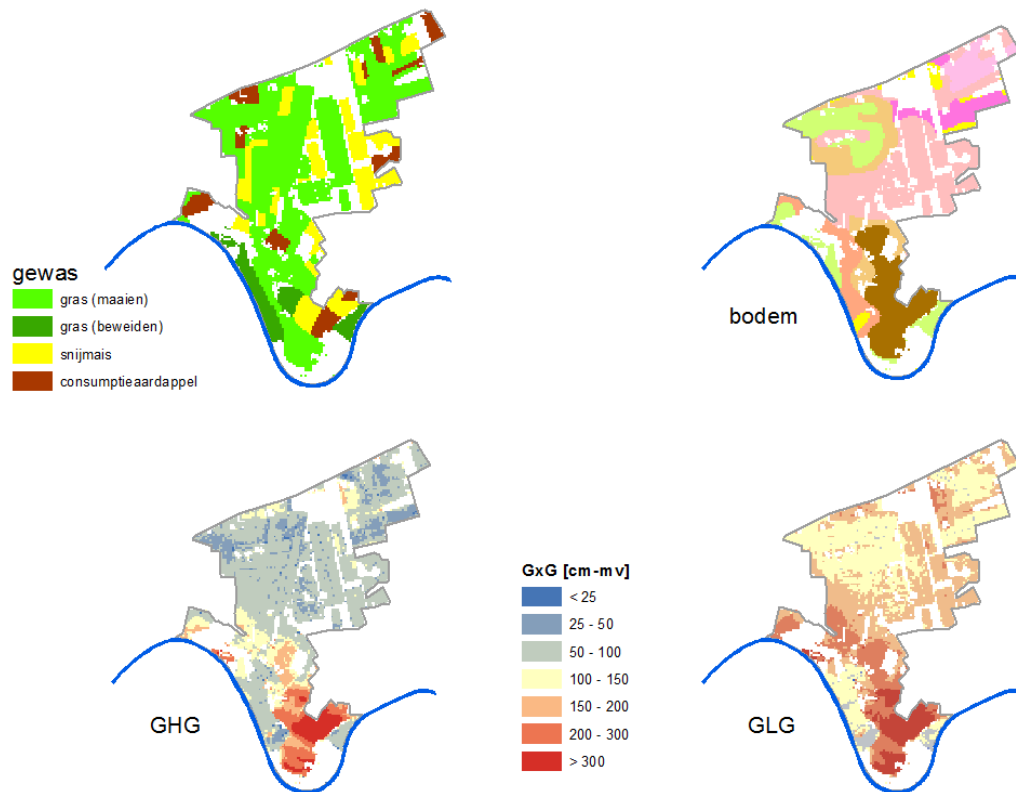 gewas
gras (maaien)
gras (beweiden)
snijmais
consumptieaardappel
bodem
GHG
GxG [cm-mv]
< 25
25 - 50
50 - 100
100 - 150
150 - 200
200 - 300
> 300
GLG